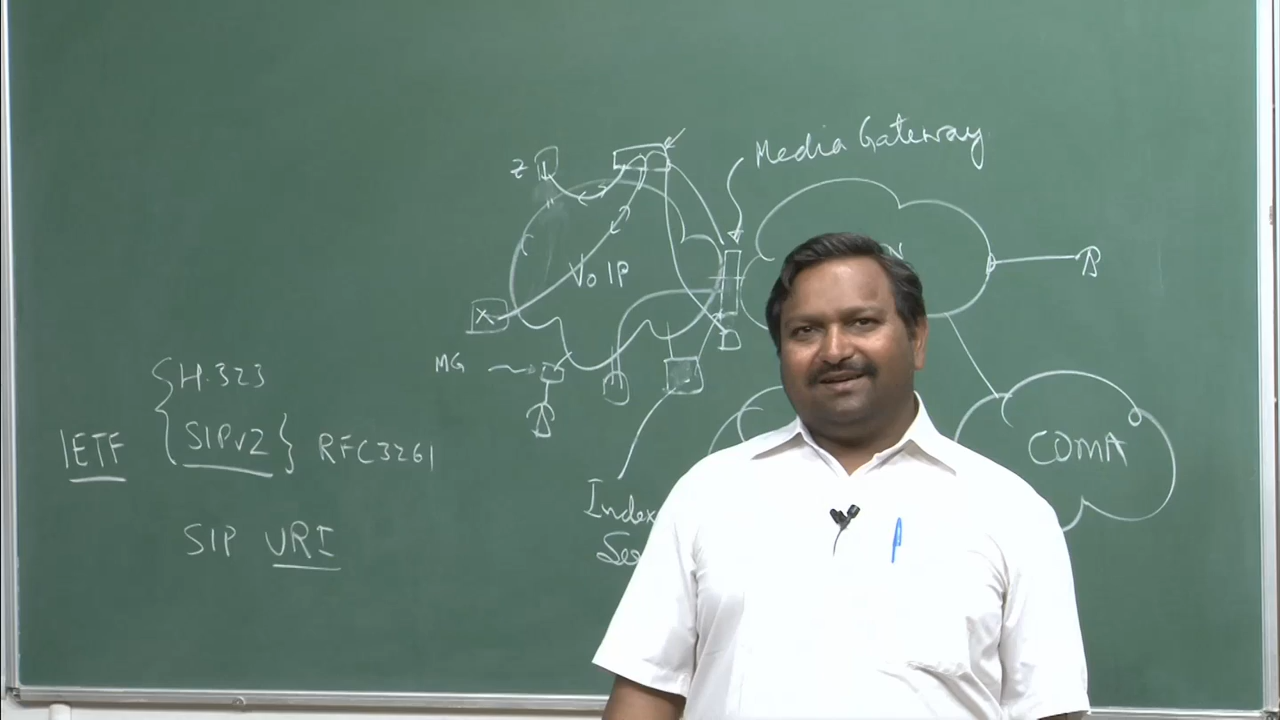 Media Gateway
Z
VoIP
X
MG
H.323
IETF
SIPv2
RFC3261
SIP URI
Index
CDMA